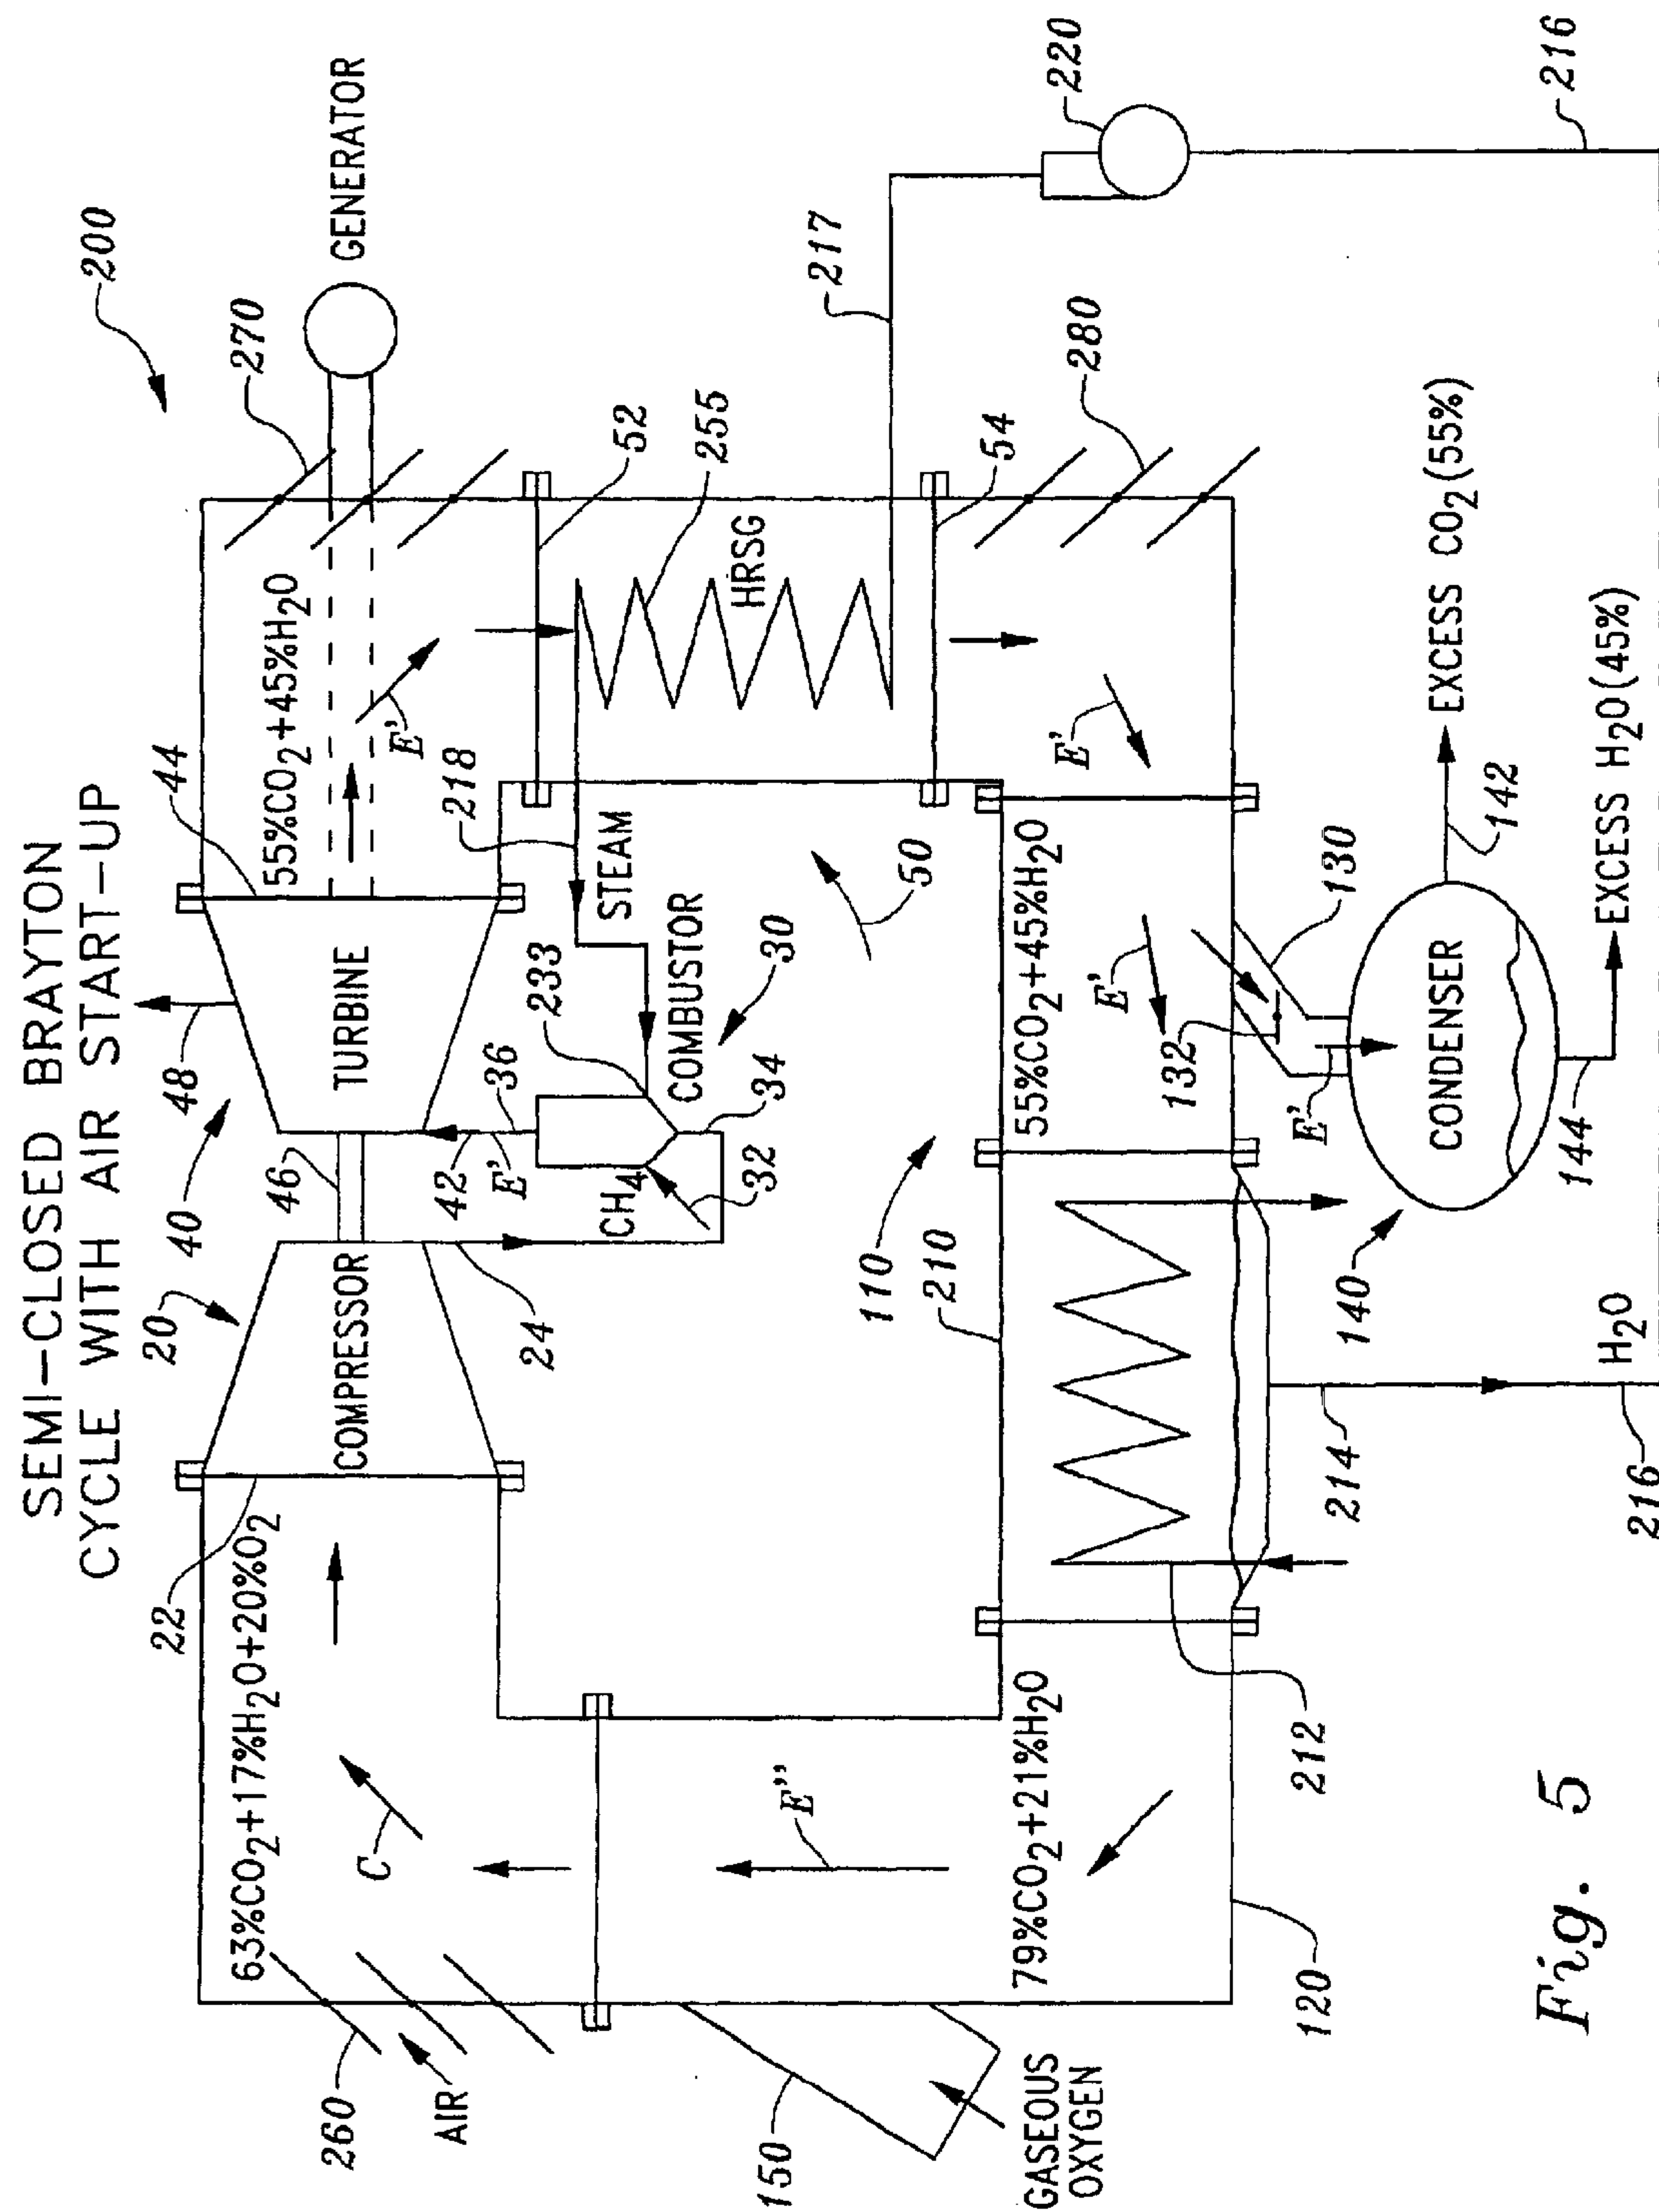 SEMI-CLOSED BRAYTON
CYCLE WITH AIR START-UP
200
20
40
48
44
270
GENERATOR
22
63%CO2+17%H2O+20%O2
COMPRESSOR
46
TURBINE
55%CO2+45%H2O
260
AIR
C
24
42
E'
36
E'
218
52
CH4
32
34
233
STEAM
COMBUSTOR
30
255
HRSG
50
217
150
GASEOUS
OXYGEN
E"
110
210
54
280
220
79%CO2+21%H2O
55%CO2+45%H2O
E'
E'
132
130
E'
120
212
214
140
CONDENSER
142
EXCESS CO2(55%)
144
EXCESS H2O(45%)
H2O
216
216
Fig. 5